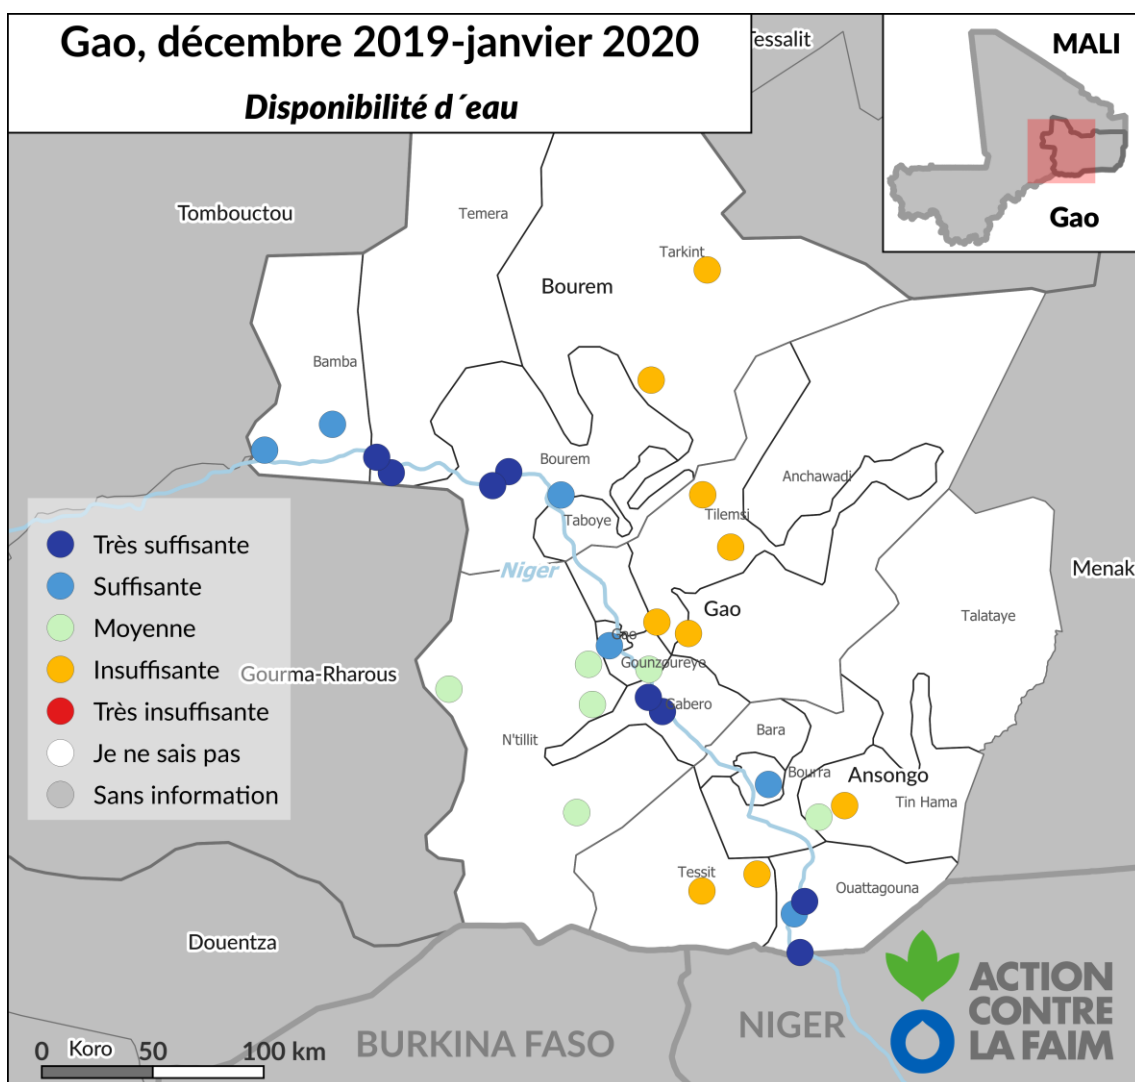 Gao, décembre 2019-janvier 2020
Disponibilité d´eau
Tessalit
MALI
Gao
Tombouctou
Temera
Tarkint
Bourem
Bamba
Bourem
Anchawadi
Taboye
Tilemsi
Niger
Menak
Talataye
Gao
Gao
Gounzoureye
Gourma-Rharous
Gabero
N'tillit
Bara
Bourra
Ansongo
Tin Hama
Tessit
Ouattagouna
Douentza
Très suffisante
Suffisante
Moyenne
Insuffisante
Très insuffisante
Je ne sais pas
Sans information
BURKINA FASO
NIGER
Koro
0 50 100 km
ACTION
CONTRE
LA FAIM